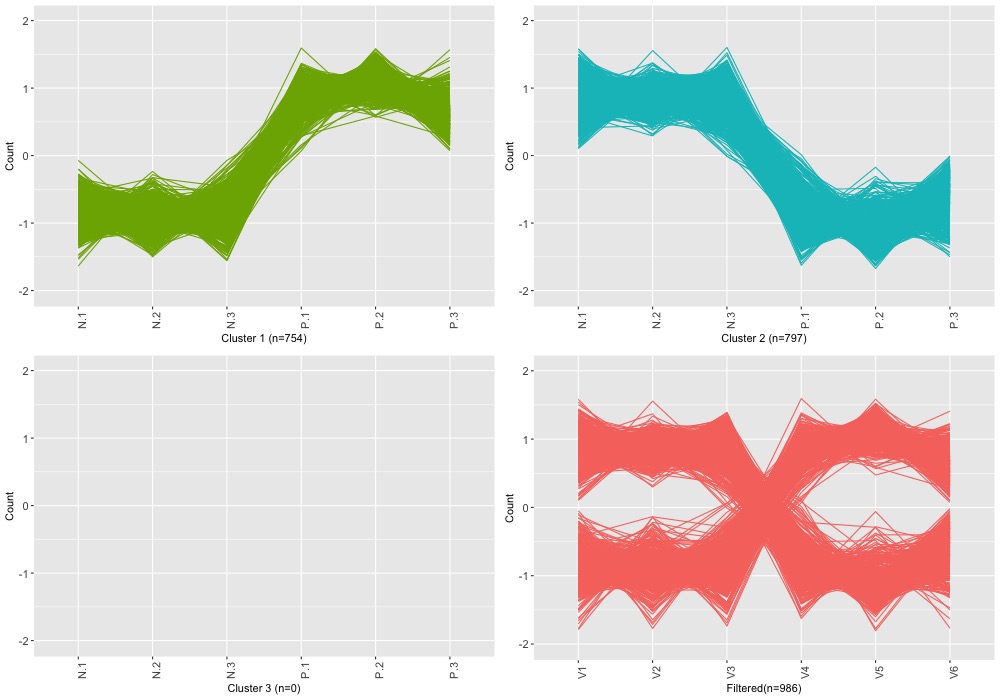 2
1
0
-1
-2
Count
N.1
N.2
N.3
P.1
P.2
P.3
Cluster 1 (n=754)
2
1
0
-1
-2
Count
N.1
N.2
N.3
P.1
P.2
P.3
Cluster 2 (n=797)
2
1
0
-1
-2
Count
N.1
N.2
N.3
P.1
P.2
P.3
Cluster 3 (n=0)
2
1
0
-1
-2
Count
V1
V2
V3
V4
V5
V6
Filtered(n=986)